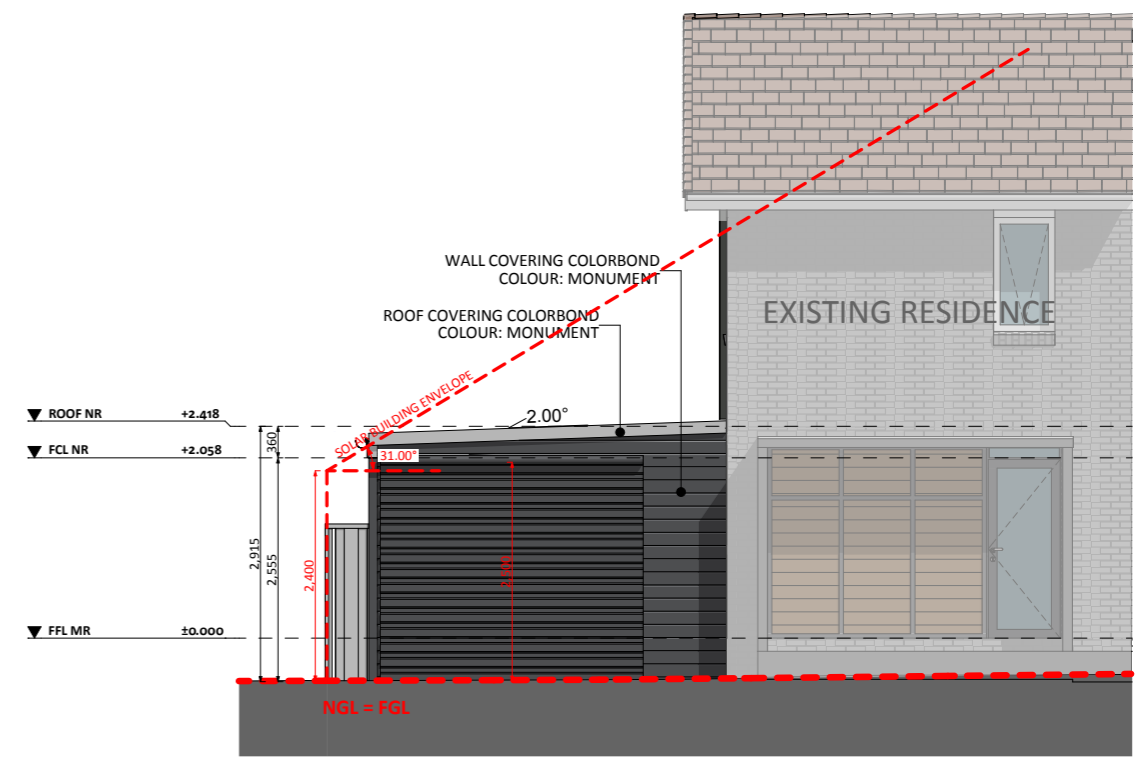 WALL COVERING COLORBOND
COLOUR: MONUMENT
EXISTING RESIDENCE
ROOF COVERING COLORBOND
COLOUR: MONUMENT
SOLAR BUILDING ENVELOPE
2.00°
ROOF NR +2.418
360
31.00°
FCL NR +2.058
2,915
2,555
2,400
FFL MR ±0.000
NGL = FGL